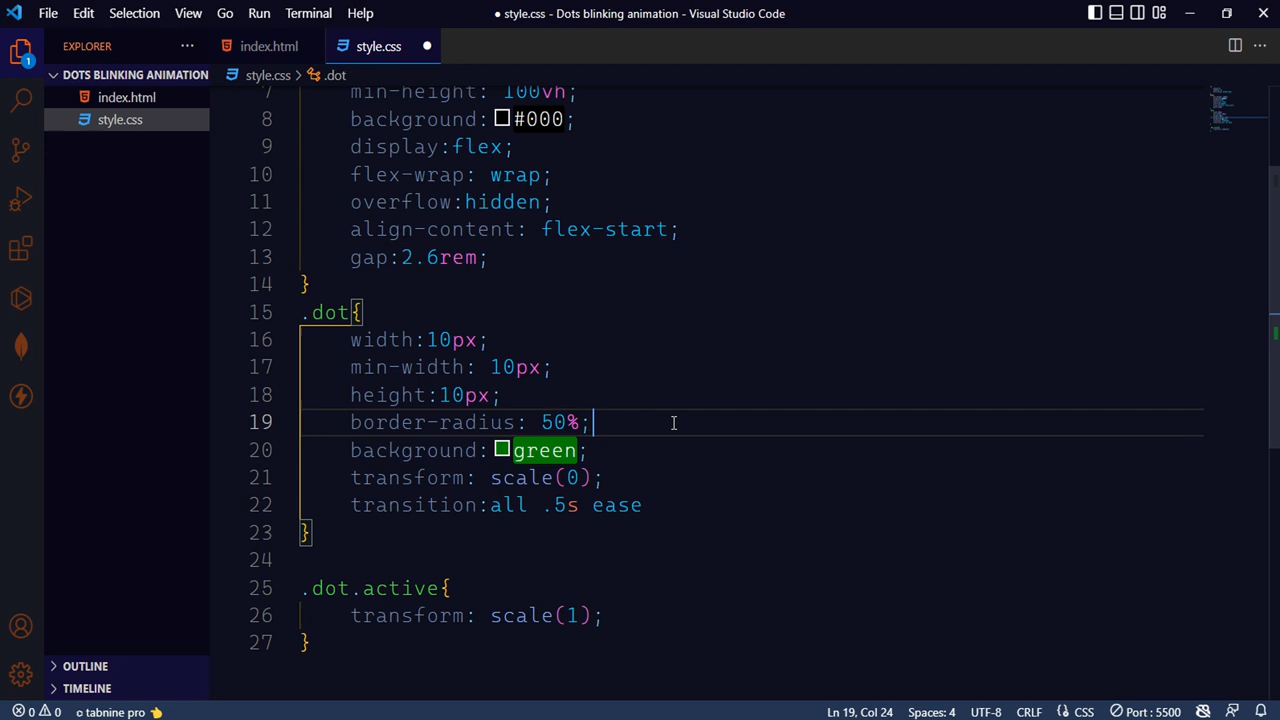 File Edit Selection View Go Run Terminal Help
● style.css - Dots blinking animation - Visual Studio Code
EXPLORER
index.html
style.css
DOTS BLINKING ANIMATION
index.html
style.css
style.css > .dot
7 min-height: 100vh;
8 background: #000;
9 display:flex;
10 flex-wrap: wrap;
11 overflow:hidden;
12 align-content: flex-start;
13 gap:2.6rem;
14 }
15 .dot{
16 width:10px;
17 min-width: 10px;
18 height:10px;
19 border-radius: 50%;
20 background: green;
21 transform: scale(0);
22 transition:all .5s ease
23 }
24
25 .dot.active{
26 transform: scale(1);
27 }
1
OUTLINE
TIMELINE
0 0 tabnine pro
Ln 19, Col 24 Spaces: 4 UTF-8 CRLF CSS Port : 5500